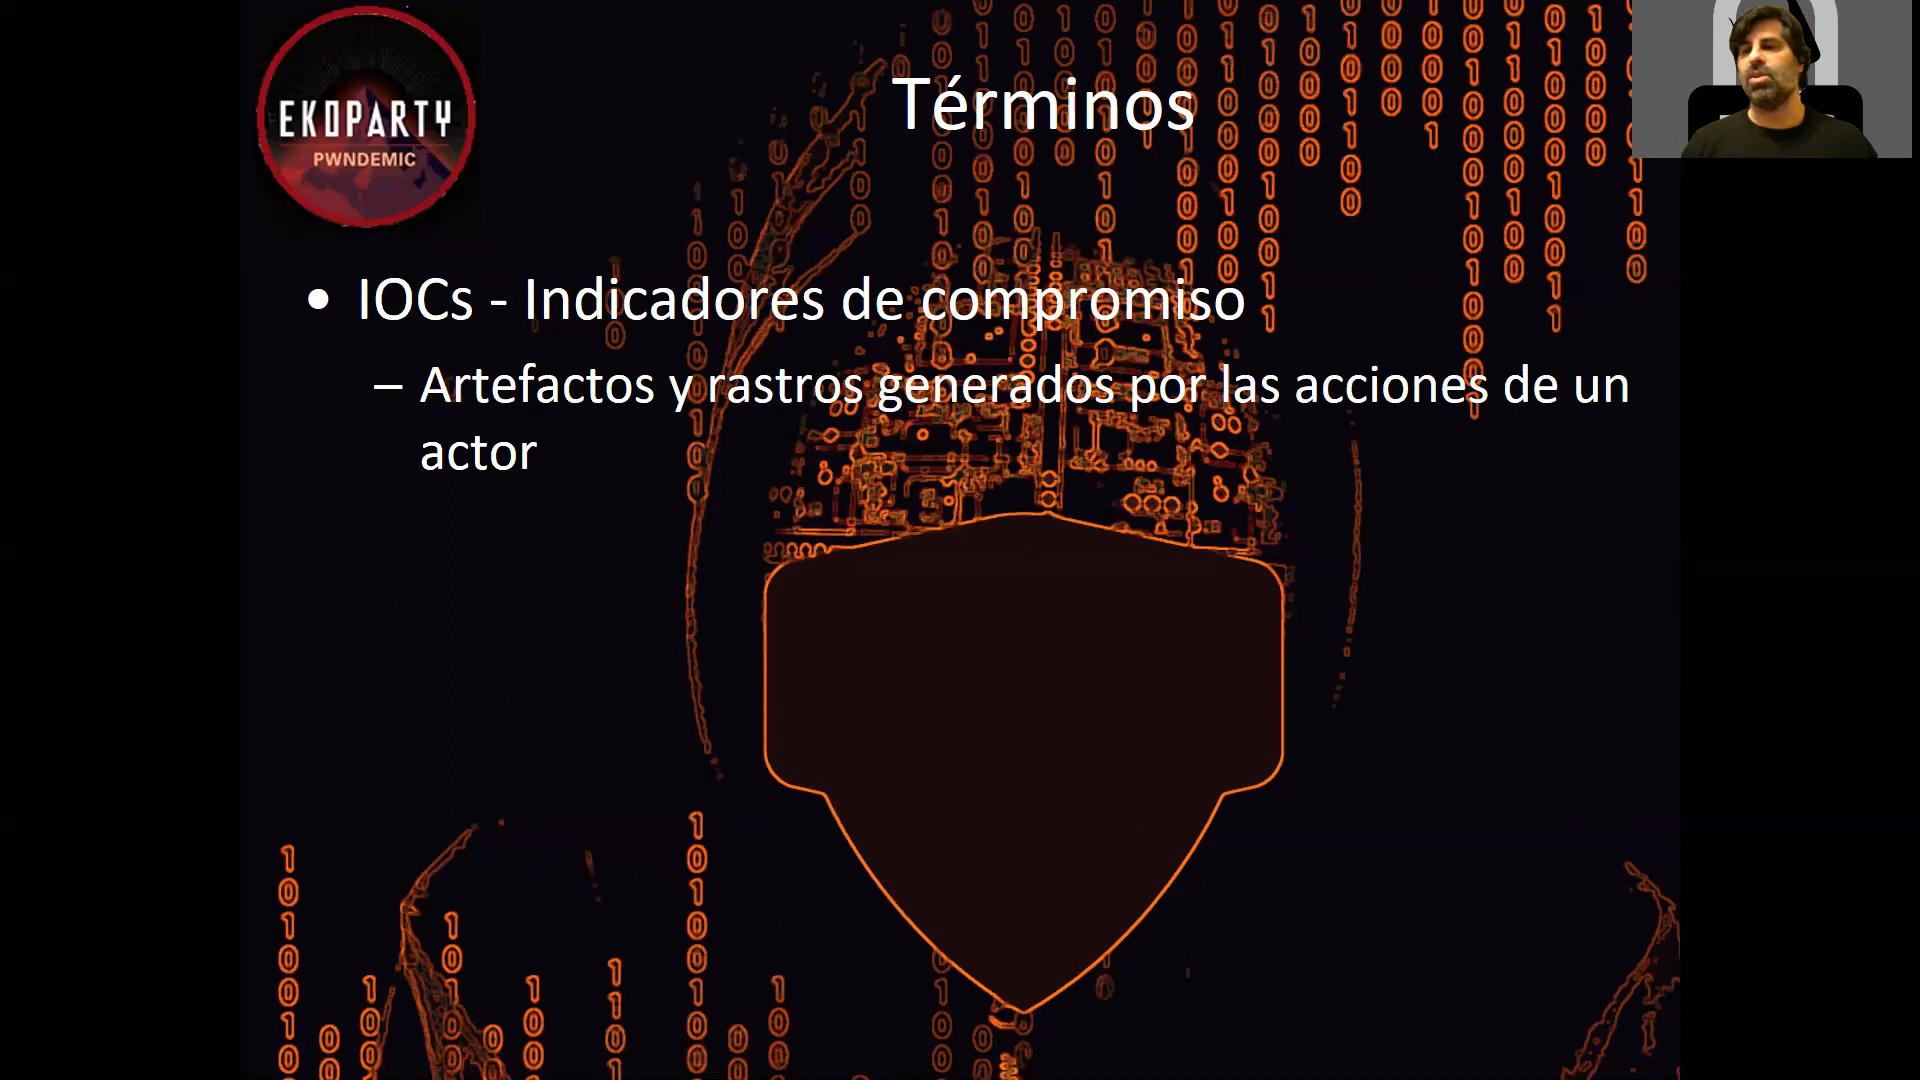 EKOPARTY
PWNDEMIC
Términos
• IOCs - Indicadores de compromiso
– Artefactos y rastros generados por las acciones de un
actor